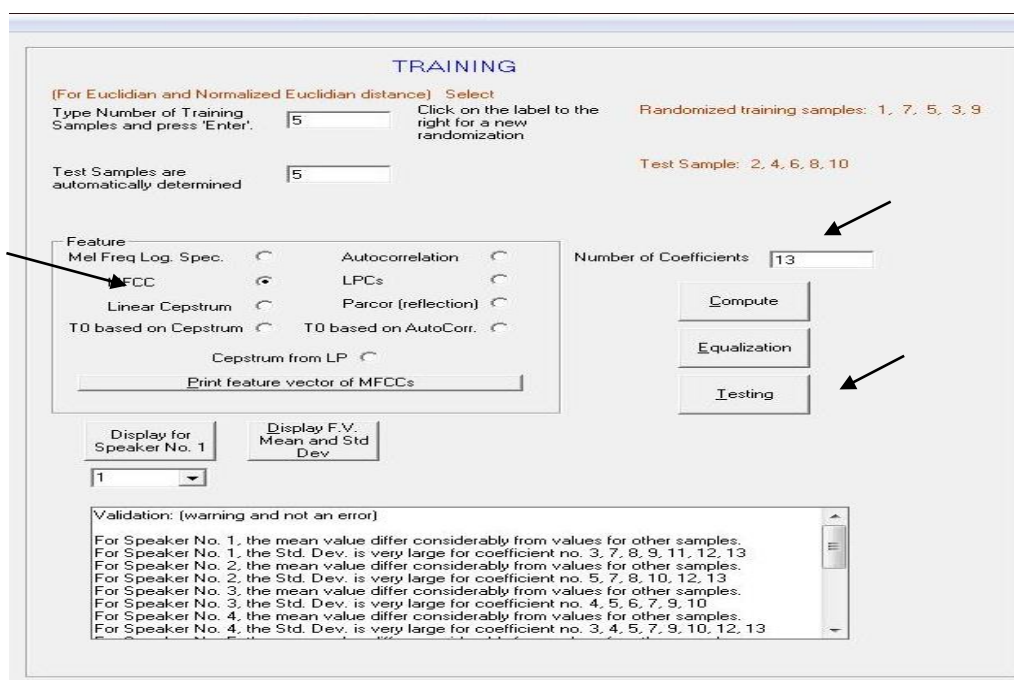 TRAINING
(For Euclidian and Normalized Euclidian distance) Select
Type Number of Training
Samples and press 'Enter'.
5
Click on the label to the
right for a new
randomization
Randomized training samples: 1, 7, 5, 3, 9
Test Samples are
automatically determined
5
Test Sample: 2, 4, 6, 8, 10
Feature
Mel Freq Log. Spec.
Autocorrelation
LPCs
Linear Cepstrum
Parcor (reflection)
T0 based on Cepstrum
T0 based on AutoCorr.
Cepstrum from LP
Print feature vector of MFCCs
Number of Coefficients
13
Compute
Equalization
Testing
Display for
Speaker No. 1
Display F.V.
Mean and Std
Dev
1
Validation: (warning and not an error)
For Speaker No. 1, the mean value differ considerably from values for other samples.
For Speaker No. 1, the Std. Dev. is very large for coefficient no. 3, 7, 8, 9, 11, 12, 13
For Speaker No. 2, the mean value differ considerably from values for other samples.
For Speaker No. 2, the Std. Dev. is very large for coefficient no. 5, 7, 8, 10, 12, 13
For Speaker No. 3, the mean value differ considerably from values for other samples.
For Speaker No. 3, the Std. Dev. is very large for coefficient no. 4, 5, 6, 7, 9, 10
For Speaker No. 4, the mean value differ considerably from values for other samples.
For Speaker No. 4, the Std. Dev. is very large for coefficient no. 3, 4, 5, 7, 9, 10, 12, 13